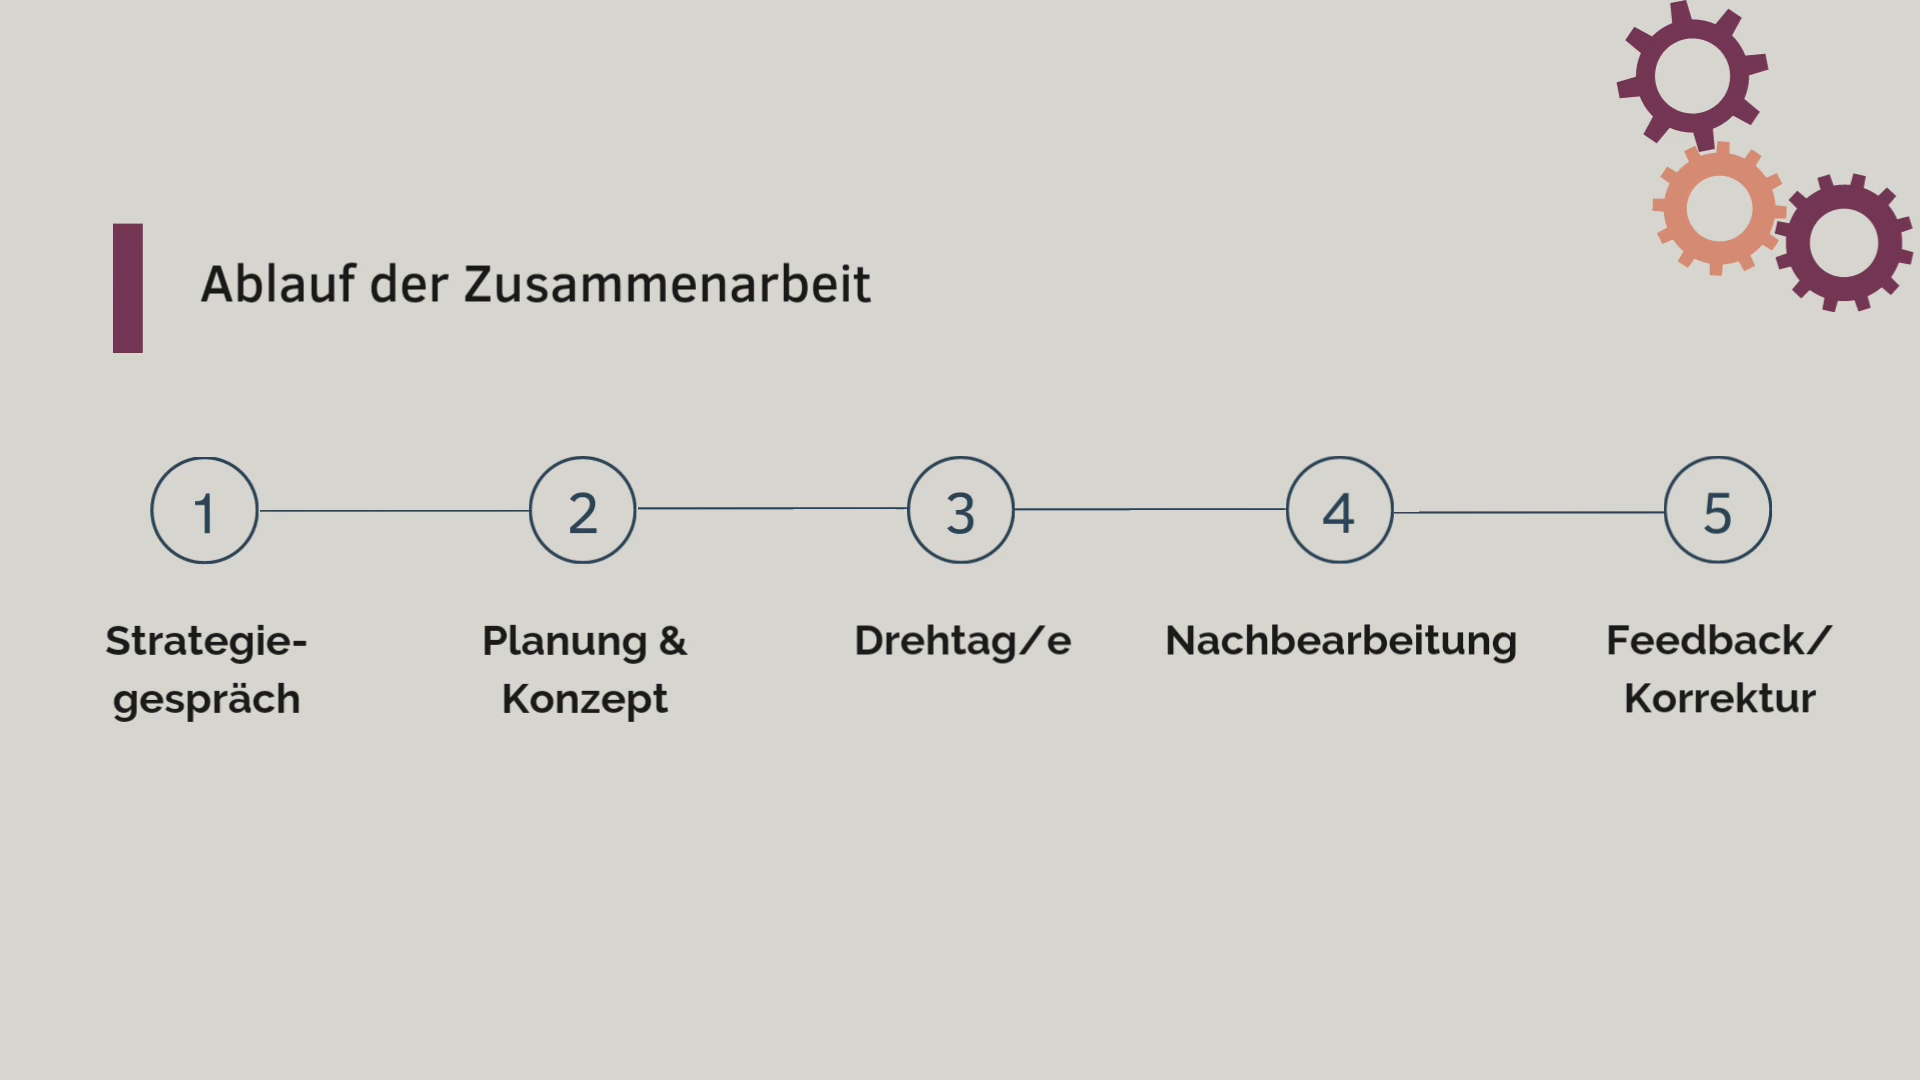 Ablauf der Zusammenarbeit
1
2
3
4
5
Strategie-
gespräch
Planung &
Konzept
Drehtag/e
Nachbearbeitung
Feedback/
Korrektur